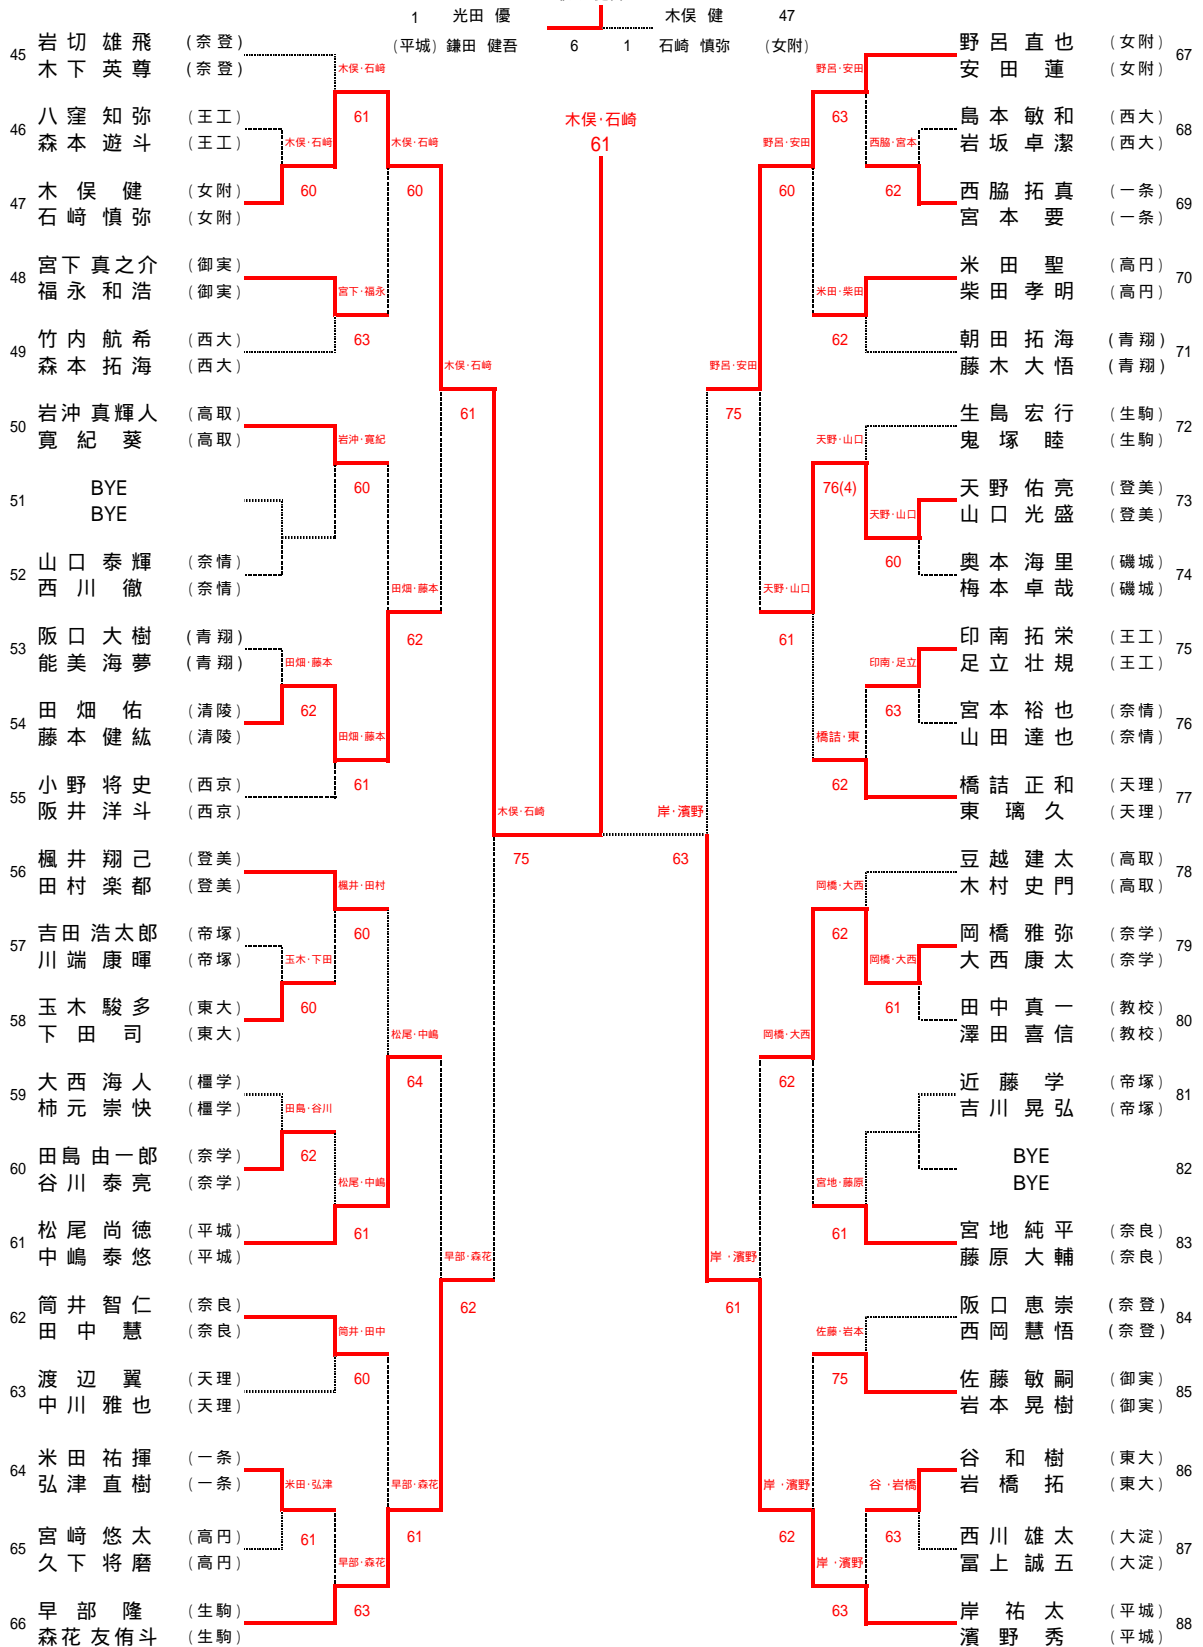 1 光田 優 木俣 健 47
(平城) 鎌田 健吾 6 1 石崎 慎弥 (女附)
木俣·石崎
61
45 岩切 雄飛 (奈登)
木下 英尊 (奈登)
46 八窪 知弥 (王工)
森本 遊斗 (王工)
47 木俣 健 (女附)
石﨑 慎弥 (女附)
48 宮下 真之介 (御実)
福永 和浩 (御実)
49 竹内 航希 (西大)
森本 拓海 (西大)
50 岩沖 真輝人 (高取)
寛紀 葵 (高取)
51 BYE
BYE
52 山口 泰輝 (奈情)
西川 徹 (奈情)
53 阪口 大樹 (青翔)
能美 海夢 (青翔)
54 田畑 佑 (清陵)
藤本 健紘 (清陵)
55 小野 将史 (西京)
阪井 洋斗 (西京)
56 楓井 翔己 (登美)
田村 楽都 (登美)
57 吉田 浩太郎 (帝塚)
川端 康暉 (帝塚)
58 玉木 駿多 (東大)
下田 司 (東大)
59 大西 海人 (橿学)
柿元 崇快 (橿学)
60 田島 由一郎 (奈学)
谷川 泰亮 (奈学)
61 松尾 尚徳 (平城)
中嶋 泰悠 (平城)
62 筒井 智仁 (奈良)
田中 慧 (奈良)
63 渡辺 翼 (天理)
中川 雅也 (天理)
64 米田 祐揮 (一条)
弘津 直樹 (一条)
65 宮﨑 悠太 (高円)
久下 将磨 (高円)
66 早部 隆 (生駒)
森花 友侑斗 (生駒)
木俣·石﨑
61
木俣·石﨑
60
木俣·石﨑
60
宮下·福永
63
木俣·石﨑
61
岩沖·寛紀
60
田畑·藤本
62
田畑·藤本
62
田畑·藤本
61
木俣·石崎
75
楓井·田村
60
玉木·下田
60
松尾·中嶋
64
田島·谷川
62
松尾·中嶋
61
早部·森花
62
筒井·田中
60
米田·弘津
61
早部·森花
61
早部·森花
63
野呂·安田
63
野呂·安田
60
西脇·宮本
62
米田·柴田
62
野呂·安田
75
天野·山口
76(4)
天野·山口
60
天野·山口
61
印南·足立
63
橋詰·東
62
岸·濱野
63
岡橋·大西
62
岡橋·大西
61
岡橋·大西
62
宮地·藤原
61
岸·濱野
61
佐藤·岩本
75
岸·濱野
62
谷·岩橋
63
岸·濱野
63
野呂 直也 (女附) 67
安田 蓮 (女附)
島本 敏和 (西大) 68
岩坂 卓潔 (西大)
西脇 拓真 (一条) 69
宮本 要 (一条)
米田 聖 (高円) 70
柴田 孝明 (高円)
朝田 拓海 (青翔) 71
藤木 大悟 (青翔)
生島 宏行 (生駒) 72
鬼塚 睦 (生駒)
天野 佑亮 (登美) 73
山口 光盛 (登美)
奥本 海里 (磯城) 74
梅本 卓哉 (磯城)
印南 拓栄 (王工) 75
足立 壮規 (王工)
宮本 裕也 (奈情) 76
山田 達也 (奈情)
橋詰 正和 (天理) 77
東 璃久 (天理)
豆越 建太 (高取) 78
木村 史門 (高取)
岡橋 雅弥 (奈学) 79
大西 康太 (奈学)
田中 真一 (教校) 80
澤田 喜信 (教校)
近藤 学 (帝塚) 81
吉川 晃弘 (帝塚)
BYE 82
BYE
宮地 純平 (奈良) 83
藤原 大輔 (奈良)
阪口 恵崇 (奈登) 84
西岡 慧悟 (奈登)
佐藤 敏嗣 (御実) 85
岩本 晃樹 (御実)
谷 和樹 (東大) 86
岩橋 拓 (東大)
西川 雄太 (大淀) 87
冨上 誠五 (大淀)
岸 祐太 (平城) 88
濱野 秀 (平城)